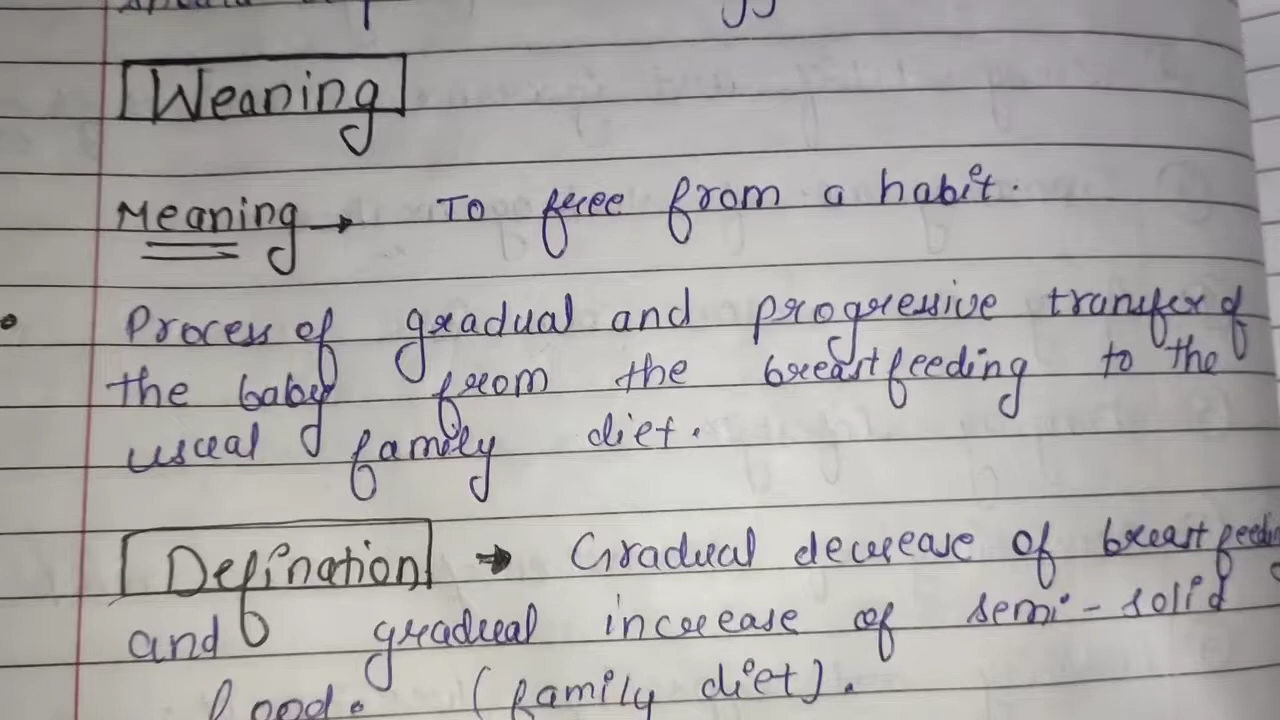 Weaning
Meaning → To free from a habit.
• Process of gradual and progressive transfer of
the baby from the breastfeeding to the
usual family diet.
Defination → Gradual decrease of breastfeeding
and gradual increase of semi-solid
food. (family diet).